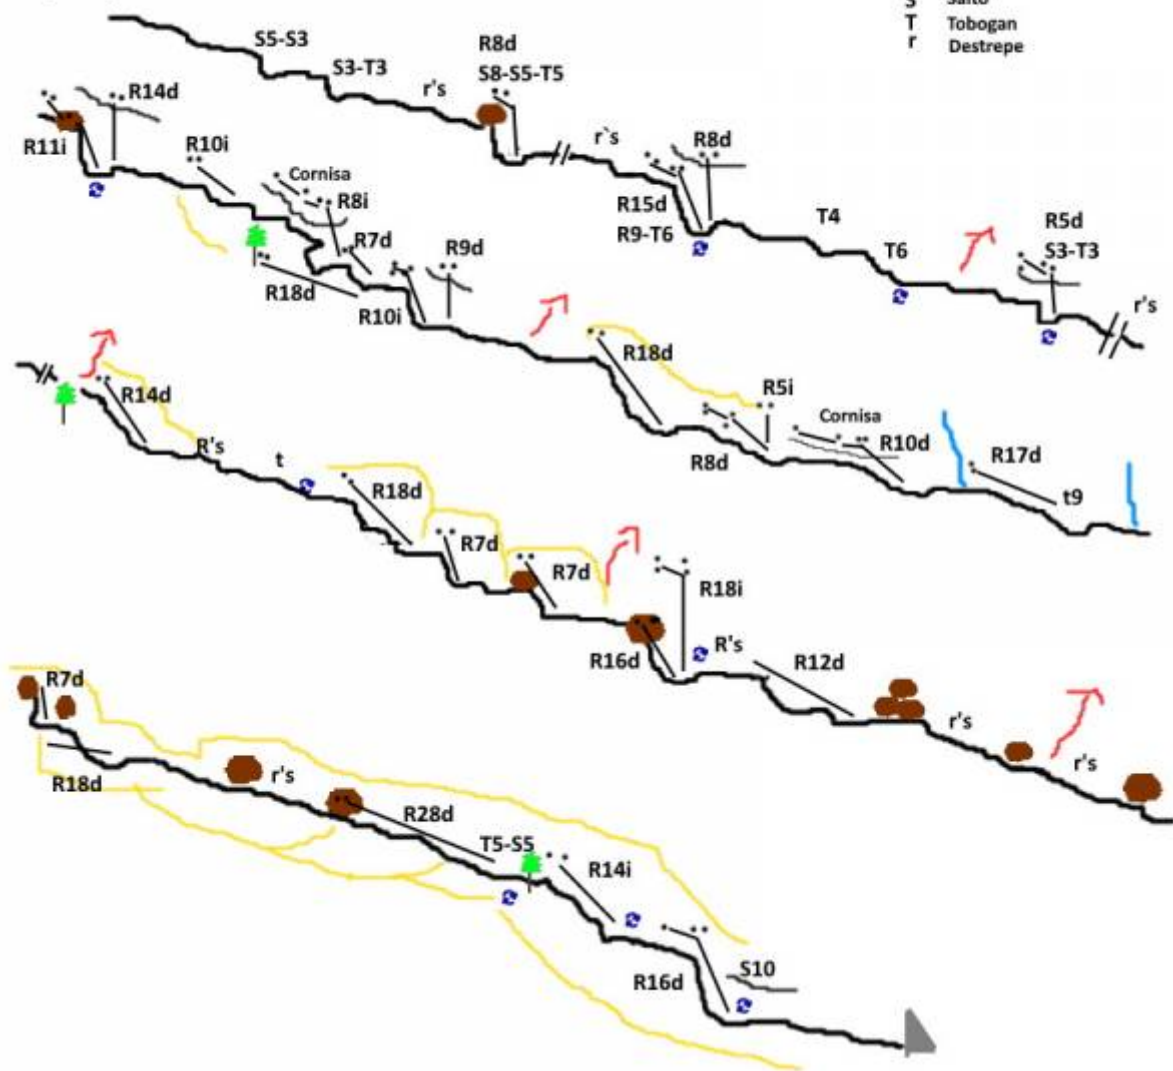 S Salto
T Tobogan
r Destrepe
S5-S3
S3-T3
r's
R8d
S8-S5-T5
r`s
R8d
R15d
R9-T6
T4
T6
R5d
S3-T3
r's
R14d
R11i
R10i
Cornisa
R8i
R7d
R9d
R18d
R10i
R18d
R5i
R8d
Cornisa
R10d
R17d
t9
R14d
R's
t
R18d
R7d
R7d
R18i
R16d
R's
R12d
r's
r's
R7d
R18d
r's
R28d
T5-S5
R14i
R16d
S10